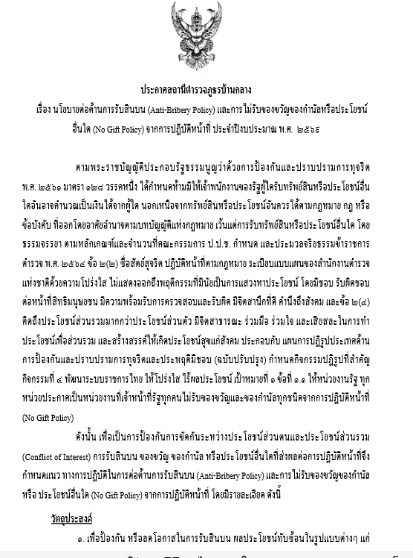 ประกาศสถานีตำรวจภูธรบ้านกลาง
เรื่อง นโยบายต่อต้านการรับสินบน (Anti-Bribery Policy) และการไม่รับของขวัญของกำนัลหรือประโยชน์
อื่นใด (No Gift Policy) จากการปฏิบัติหน้าที่ ประจำปีงบประมาณ พ.ศ. ๒๕๖๙
ตามพระราชบัญญัติประกอบรัฐธรรมนูญว่าด้วยการป้องกันและปราบปรามการทุจริต
พ.ศ. ๒๕๖๑ มาตรา ๑๒๘ วรรคหนึ่ง ได้กำหนดห้ามมิให้เจ้าพนักงานของรัฐผู้ใดรับทรัพย์สินหรือประโยชน์อื่น
ใดอันอาจคำนวณเป็นเงินได้จากผู้ใด นอกเหนือจากทรัพย์สินหรือประโยชน์อันควรได้ตามกฎหมาย กฎ หรือ
ข้อบังคับ ที่ออกโดยอาศัยอำนาจตามบทบัญญัติแห่งกฎหมาย เว้นแต่การรับทรัพย์สินหรือประโยชน์อื่นใด โดย
ธรรมจรรยา ตามหลักเกณฑ์และจำนวนที่คณะกรรมการ ป.ป.ช. กำหนด และประมวลจริยธรรมข้าราชการ
ตำรวจ พ.ศ. ๒๕๖๔ ข้อ ๒(๒) ซื่อสัตย์สุจริต ปฏิบัติหน้าที่ตามกฎหมาย ระเบียบแบบแผนของสำนักงานตำรวจ
แห่งชาติด้วยความโปร่งใส ไม่แสดงออกถึงพฤติกรรมที่มีนัยเป็นการแสวงหาประโยชน์ โดยมิชอบ รับผิดชอบ
ต่อหน้าที่สิทธิมนุษยชน มีความพร้อมรับการตรวจสอบและรับผิด มีจิตสำนึกที่ดี คำนึงถึงสังคม และข้อ ๒(๔)
คิดถึงประโยชน์ส่วนรวมมากกว่าประโยชน์ส่วนตัว มีจิตสาธารณะ ร่วมมือ ร่วมใจ และเสียสละในการทำ
ประโยชน์เพื่อส่วนรวม และสร้างสรรค์ให้เกิดประโยชน์สุขแก่สังคม ประกอบกับ แผนการปฏิรูปประเทศด้าน
การป้องกันและปราบปรามการทุจริตและประพฤติมิชอบ (ฉบับปรับปรุง) กำหนดกิจกรรมปฏิรูปที่สำคัญ
กิจกรรมที่ ๔ พัฒนาระบบราชการไทย ให้โปร่งใส ไร้ผลประโยชน์ เป้าหมายที่ ๑ ข้อที่ ๑.๑ ให้หน่วยงานรัฐ ทุก
หน่วยประกาศเป็นหน่วยงานที่เจ้าหน้าที่รัฐทุกคนไม่รับของขวัญและของกำนัลทุกชนิดจากการปฏิบัติหน้าที่
(No Gift Policy)
ดังนั้น เพื่อเป็นการป้องกันการขัดกันระหว่างประโยชน์ส่วนตนและประโยชน์ส่วนรวม
(Conflict of Interest) การรับสินบน ของขวัญ ของกำนัล หรือประโยชน์อื่นใดที่ส่งผลต่อการปฏิบัติหน้าที่จึง
กำหนดแนว ทางการปฏิบัติในการต่อต้านการรับสินบน (Anti-Bribery Policy) และการไม่รับของขวัญของกำนัล
หรือ ประโยชน์อื่นใด (No Gift Policy) จากการปฏิบัติหน้าที่ โดยมีรายละเอียด ดังนี้
วัตถุประสงค์
๑. เพื่อป้องกัน หรือลดโอกาสในการรับสินบน ผลประโยชน์ทับซ้อนในรูปแบบต่างๆ แก่